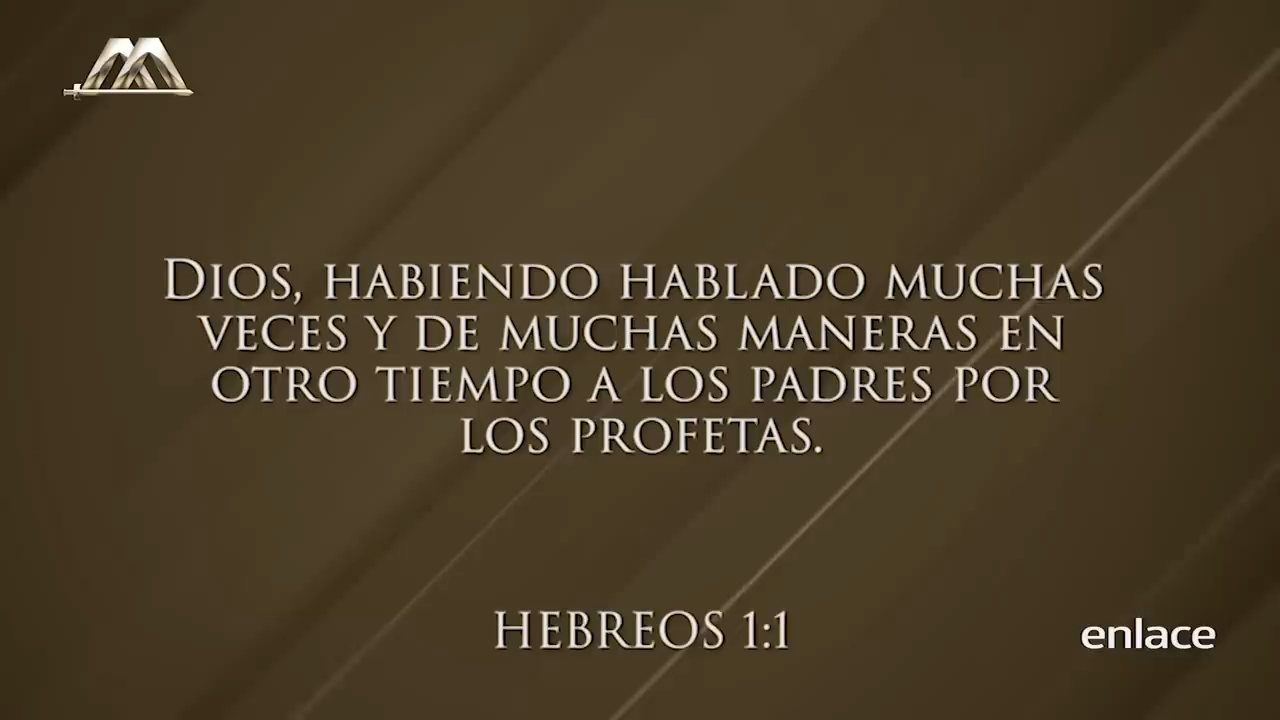 Dios, habiendo hablado muchas
veces y de muchas maneras en
otro tiempo a los padres por
los profetas.
HEBREOS 1:1
enlace